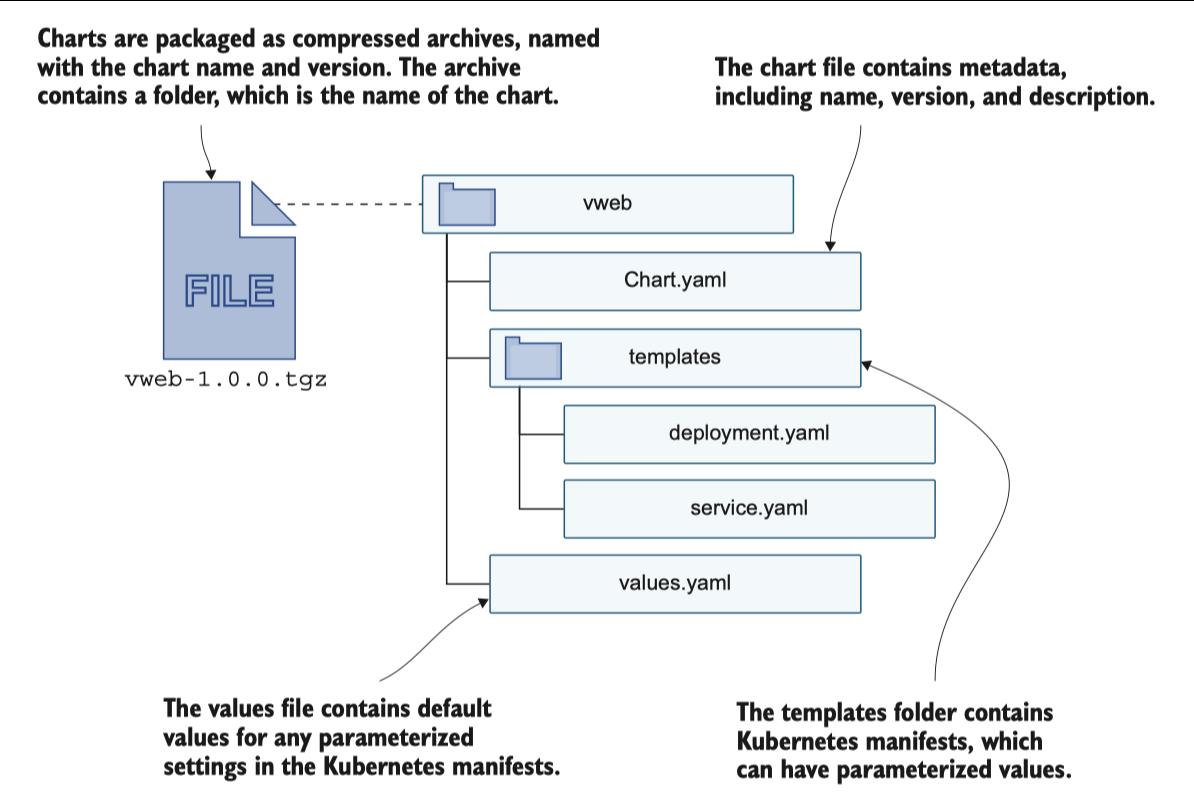 Charts are packaged as compressed archives, named
with the chart name and version. The archive
contains a folder, which is the name of the chart.
The chart file contains metadata,
including name, version, and description.
FILE
vweb-1.0.0.tgz
vweb
Chart.yaml
templates
deployment.yaml
service.yaml
values.yaml
The values file contains default
values for any parameterized
settings in the Kubernetes manifests.
The templates folder contains
Kubernetes manifests, which
can have parameterized values.